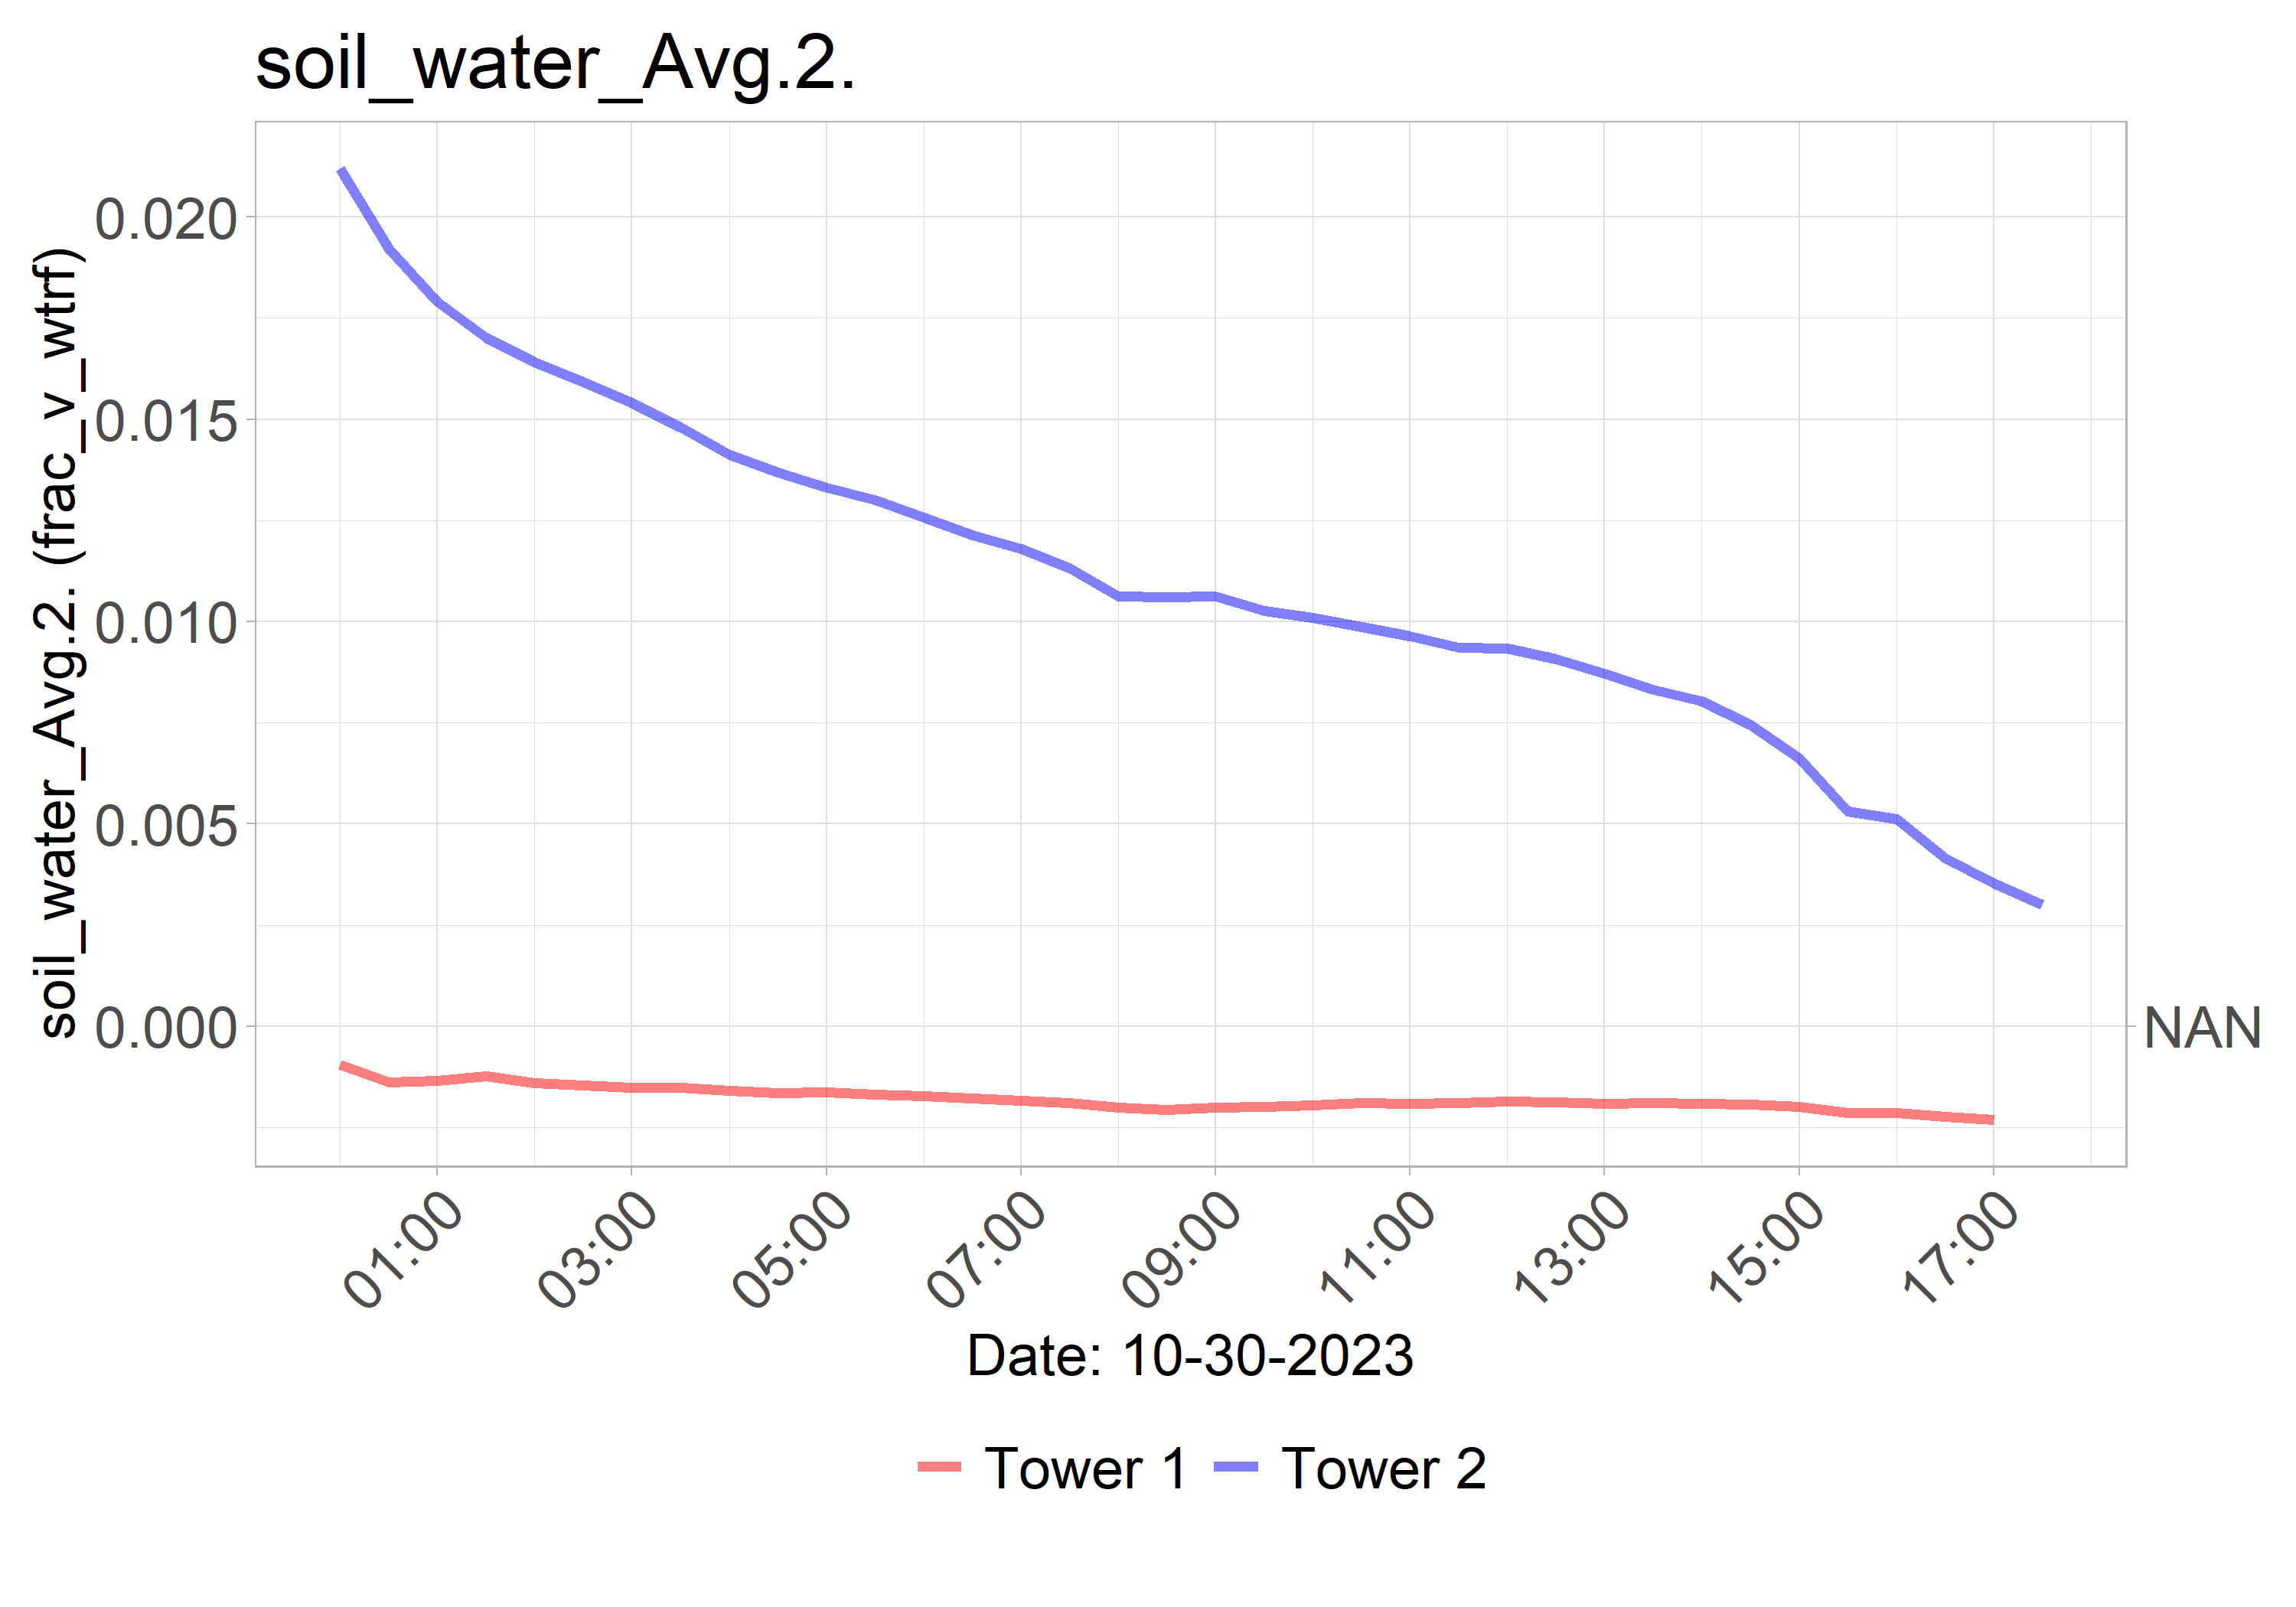 soil_water_Avg.2.
soil_water_Avg.2. (frac_v_wtrf)
0.020
0.015
0.010
0.005
0.000
NAN
01:00
03:00
05:00
07:00
09:00
11:00
13:00
15:00
17:00
Date: 10-30-2023
Tower 1
Tower 2